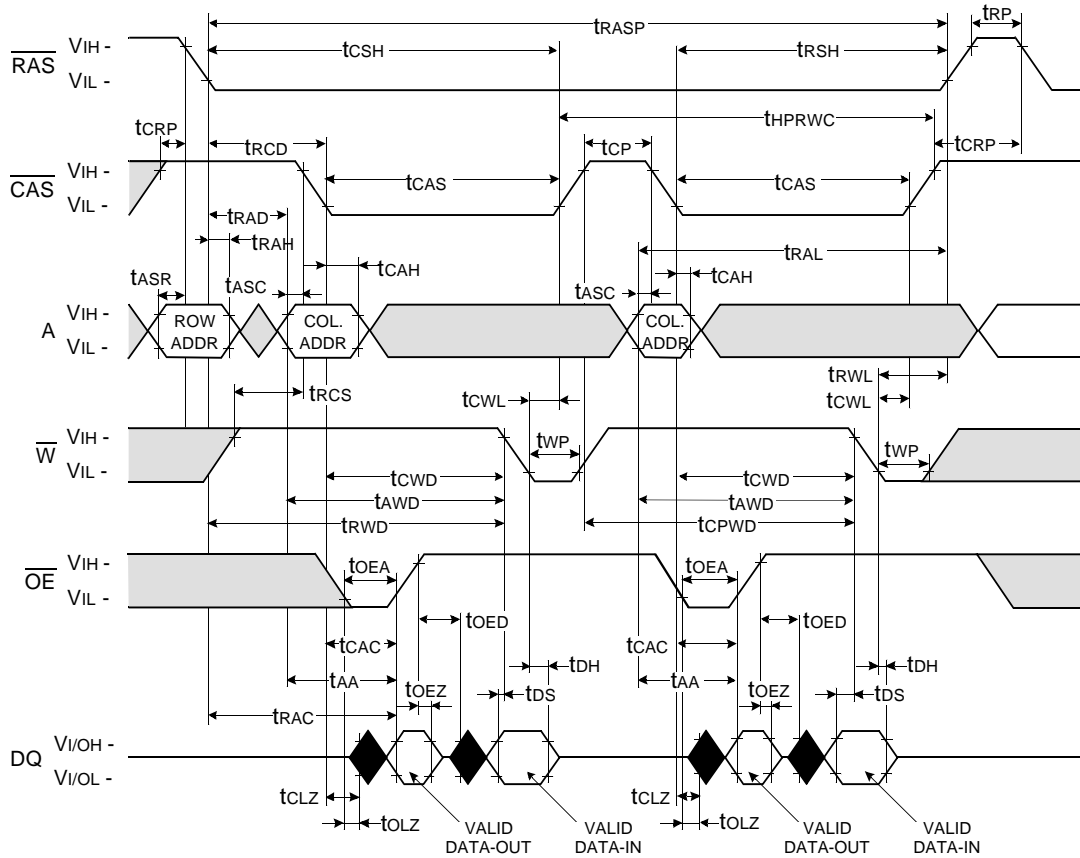 tRASP
tRP
tCSH
tRSH
RAS
VIH -
VIL -
tHPRWC
tCRP
tRCD
tCP
tCRP
CAS
VIH -
VIL -
tCAS
tCAS
tRAD
tRAH
tRAL
tASR
tASC
tCAH
tASC
tCAH
A
VIH -
VIL -
ROW
ADDR
COL.
ADDR
COL.
ADDR
tRWL
tRCS
tCWL
tCWL
W
VIH -
VIL -
tWP
tWP
tCWD
tCWD
tAWD
tAWD
tRWD
tCPWD
OE
VIH -
VIL -
tOEA
tOEA
tOED
tOED
tCAC
tCAC
tDH
tDH
tAA
tOEZ
tDS
tAA
tOEZ
tDS
tRAC
DQ
VI/OH -
VI/OL -
tCLZ
tCLZ
tOLZ
tOLZ
VALID
DATA-OUT
VALID
DATA-IN
VALID
DATA-OUT
VALID
DATA-IN